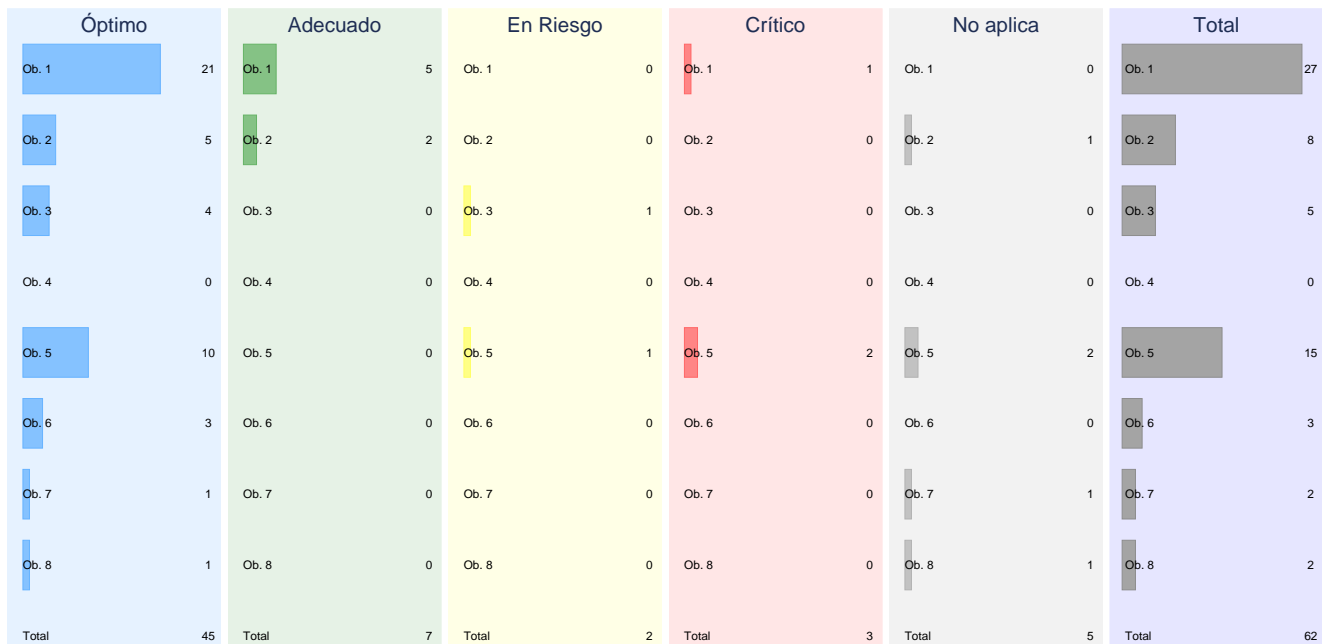 Óptimo Adecuado En Riesgo Crítico No aplica Total
Ob. 1 21 Ob. 1 5 Ob. 1 0 Ob. 1 1 Ob. 1 0 Ob. 1 27
Ob. 2 5 Ob. 2 2 Ob. 2 0 Ob. 2 0 Ob. 2 1 Ob. 2 8
Ob. 3 4 Ob. 3 0 Ob. 3 1 Ob. 3 0 Ob. 3 0 Ob. 3 5
Ob. 4 0 Ob. 4 0 Ob. 4 0 Ob. 4 0 Ob. 4 0 Ob. 4 0
Ob. 5 10 Ob. 5 0 Ob. 5 1 Ob. 5 2 Ob. 5 2 Ob. 5 15
Ob. 6 3 Ob. 6 0 Ob. 6 0 Ob. 6 0 Ob. 6 0 Ob. 6 3
Ob. 7 1 Ob. 7 0 Ob. 7 0 Ob. 7 0 Ob. 7 1 Ob. 7 2
Ob. 8 1 Ob. 8 0 Ob. 8 0 Ob. 8 0 Ob. 8 1 Ob. 8 2
Total 45 Total 7 Total 2 Total 3 Total 5 Total 62